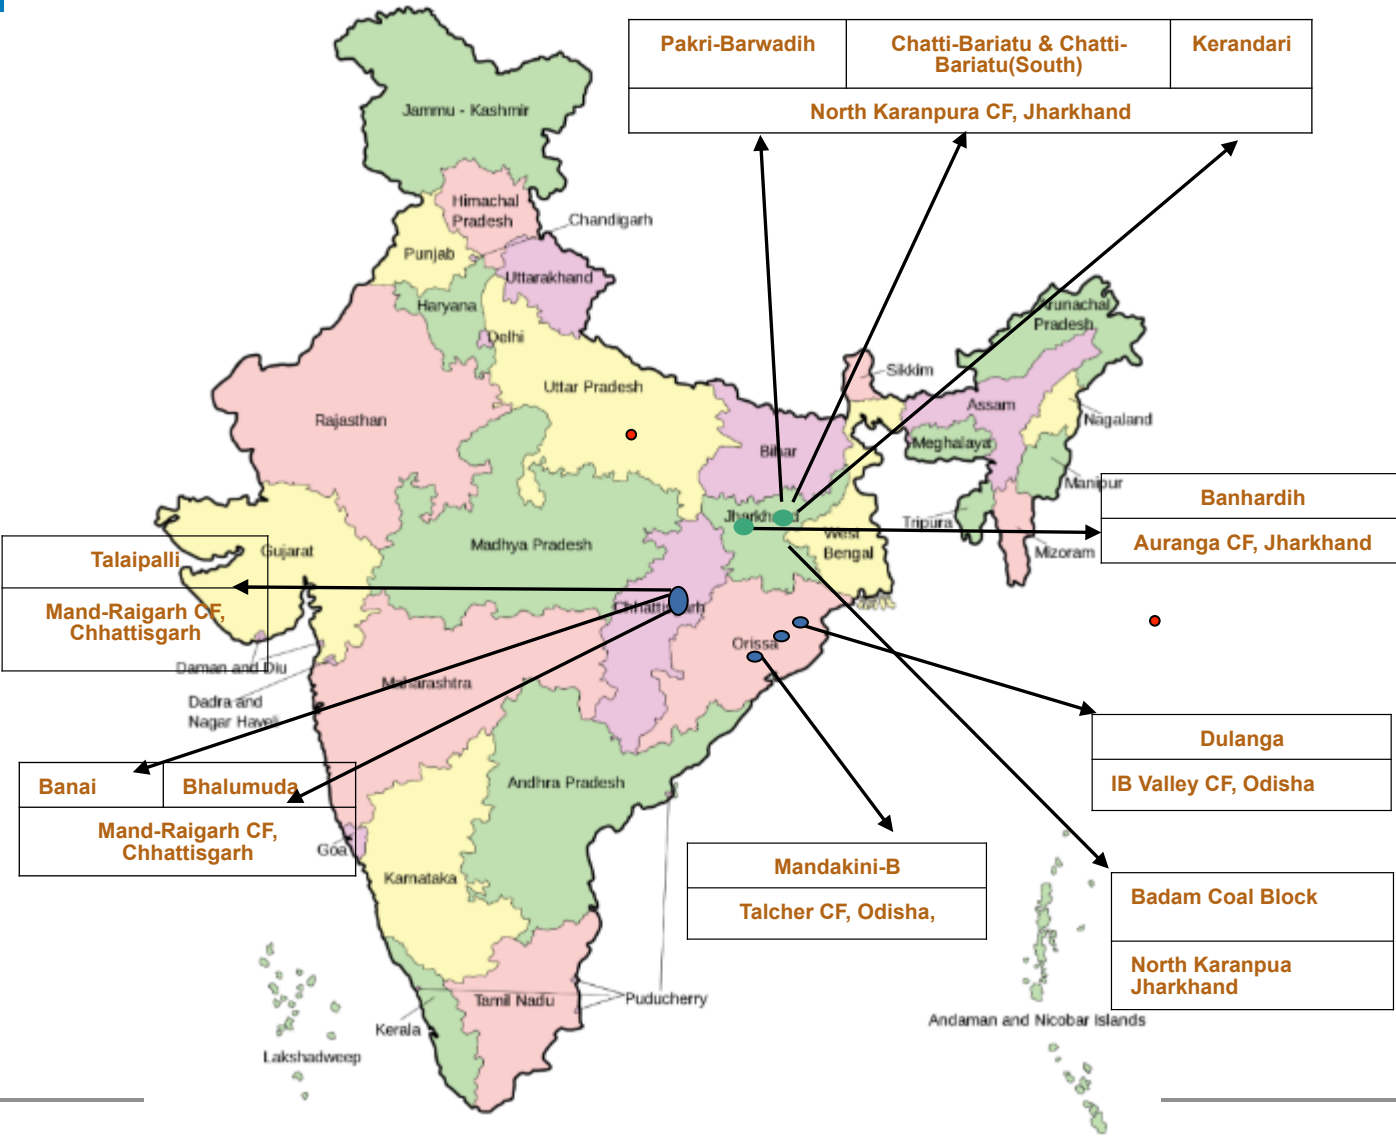 Pakri-Barwadih
Chatti-Bariatu & Chatti-
Bariatu(South)
Kerandari
North Karanpura CF, Jharkhand
Jammu - Kashmir
Himachal
Pradesh
Chandigarh
Punjab
Uttarakhand
Haryana
Delhi
Arunachal
Pradesh
Sikkim
Uttar Pradesh
Rajasthan
Assam
Nagaland
Bihar
Meghalaya
Manipur
Banhardih
Auranga CF, Jharkhand
Jharkhand
Tripura
West
Bengal
Mizoram
Madhya Pradesh
Gujarat
Talaipalli
Mand-Raigarh CF,
Chhattisgarh
Chhattisgarh
Orissa
Daman and Diu
Maharashtra
Dadra and
Nagar Haveli
Dulanga
IB Valley CF, Odisha
Banai
Bhalumuda
Mand-Raigarh CF,
Chhattisgarh
Andhra Pradesh
Goa
Karnataka
Mandakini-B
Talcher CF, Odisha,
Badam Coal Block
North Karanpua
Jharkhand
Tamil Nadu
Puducherry
Kerala
Lakshadweep
Andaman and Nicobar Islands